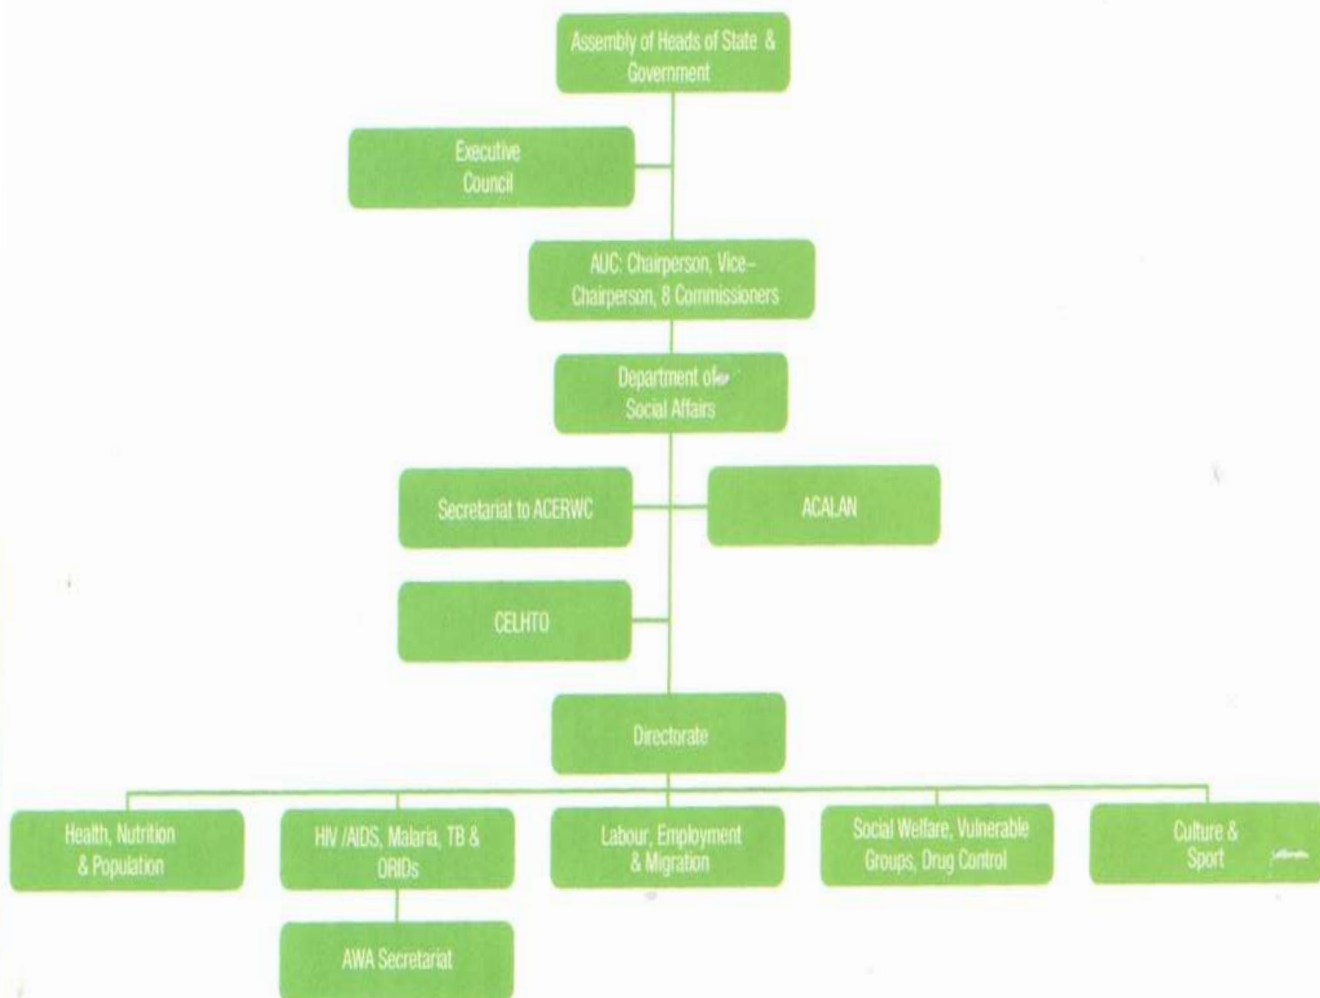 Assembly of Heads of State &
Government
Executive
Council
AUC: Chairperson, Vice–
Chairperson, 8 Commissioners
Department of
Social Affairs
Secretariat to ACERWC
ACALAN
CELHTO
Directorate
Health, Nutrition
& Population
HIV /AIDS, Malaria, TB &
ORIDs
Labour, Employment
& Migration
Social Welfare, Vulnerable
Groups, Drug Control
Culture &
Sport
AWA Secretariat